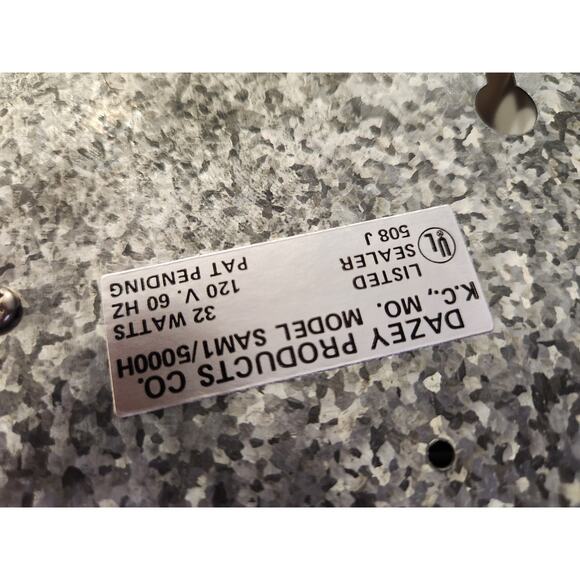 DAZEY PRODUCTS CO.
K.C., MO. MODEL SAM1/5000H
LISTED
SEALER
508 J
UL
32 WATTS
120 V. 60 HZ
PAT PENDING